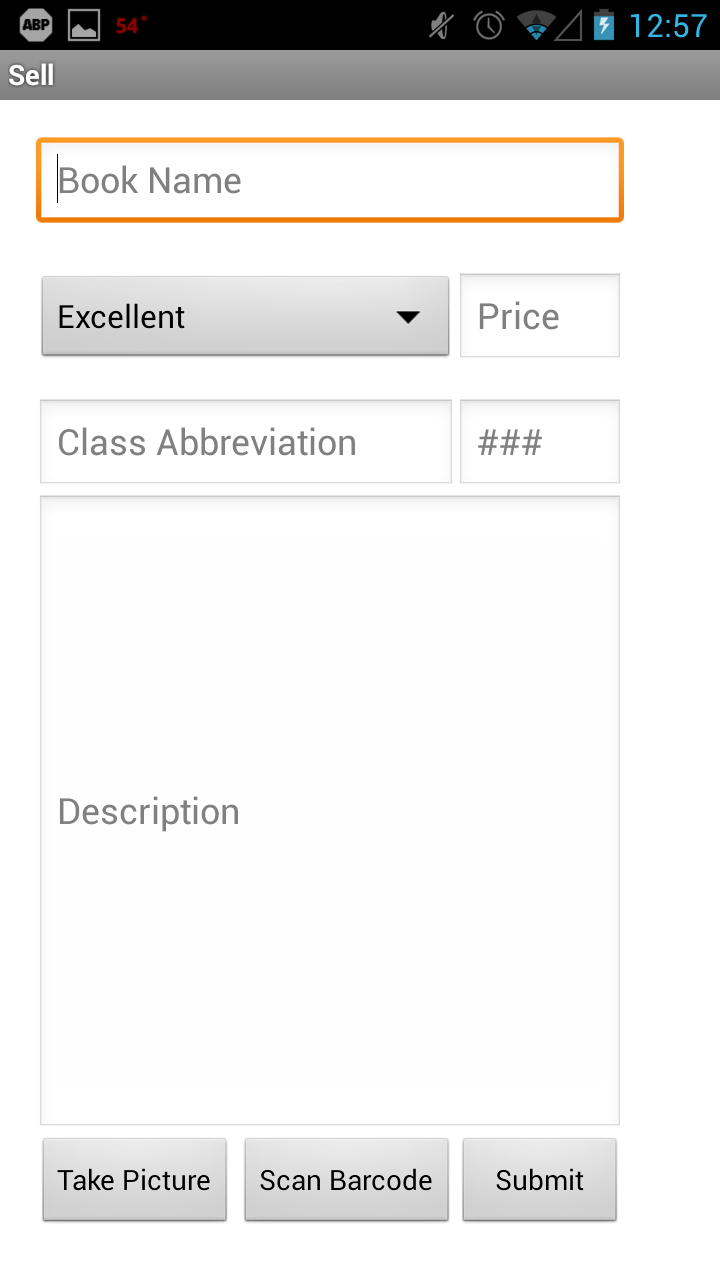 ABP 54° 12:57
Sell
Book Name
Excellent Price
Class Abbreviation ###
Description
Take Picture Scan Barcode Submit